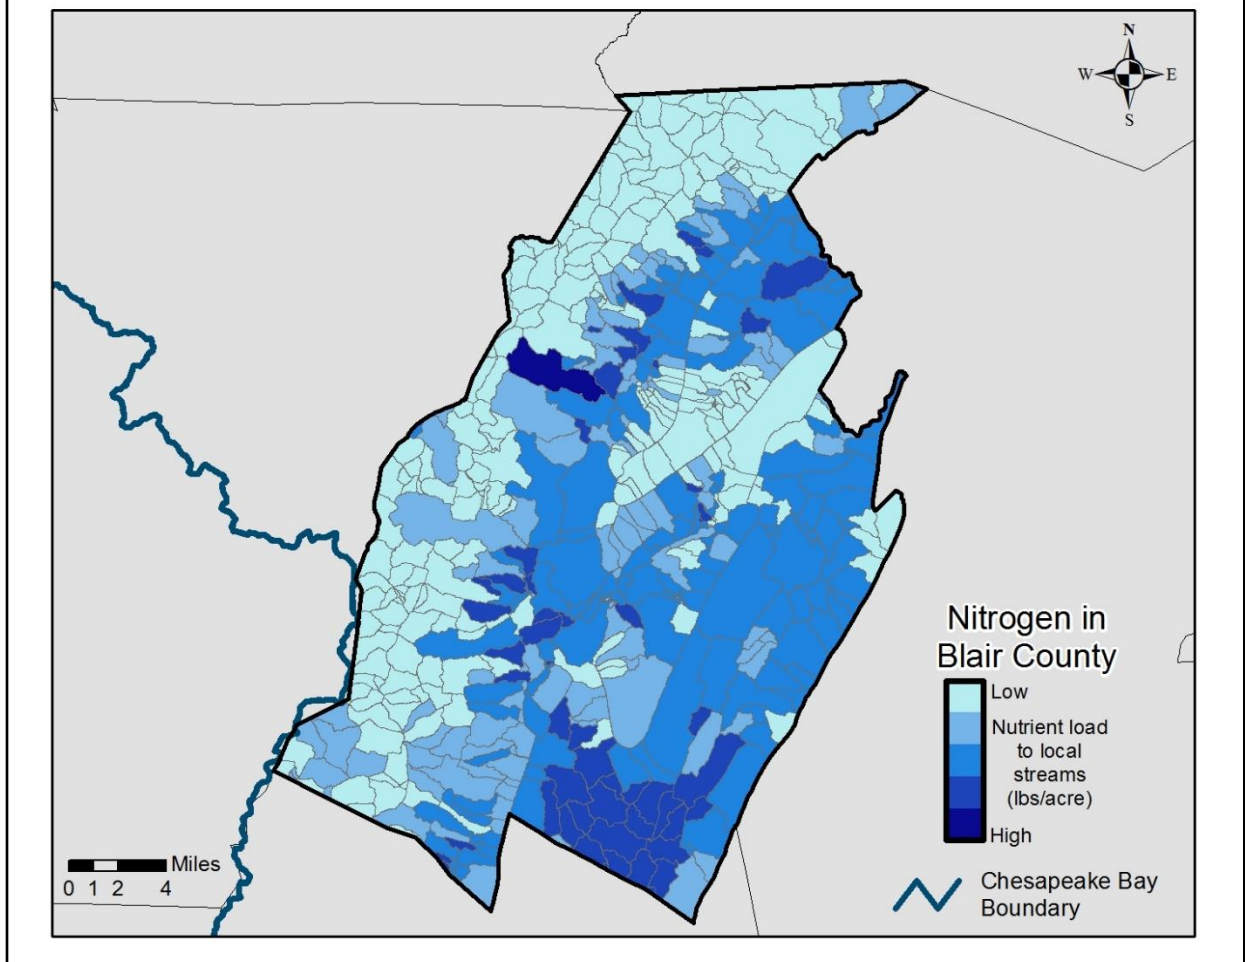 N
W E
S
Nitrogen in
Blair County
Low
Nutrient load
to local
streams
(lbs/acre)
High
Miles
0 1 2 4
Chesapeake Bay
Boundary